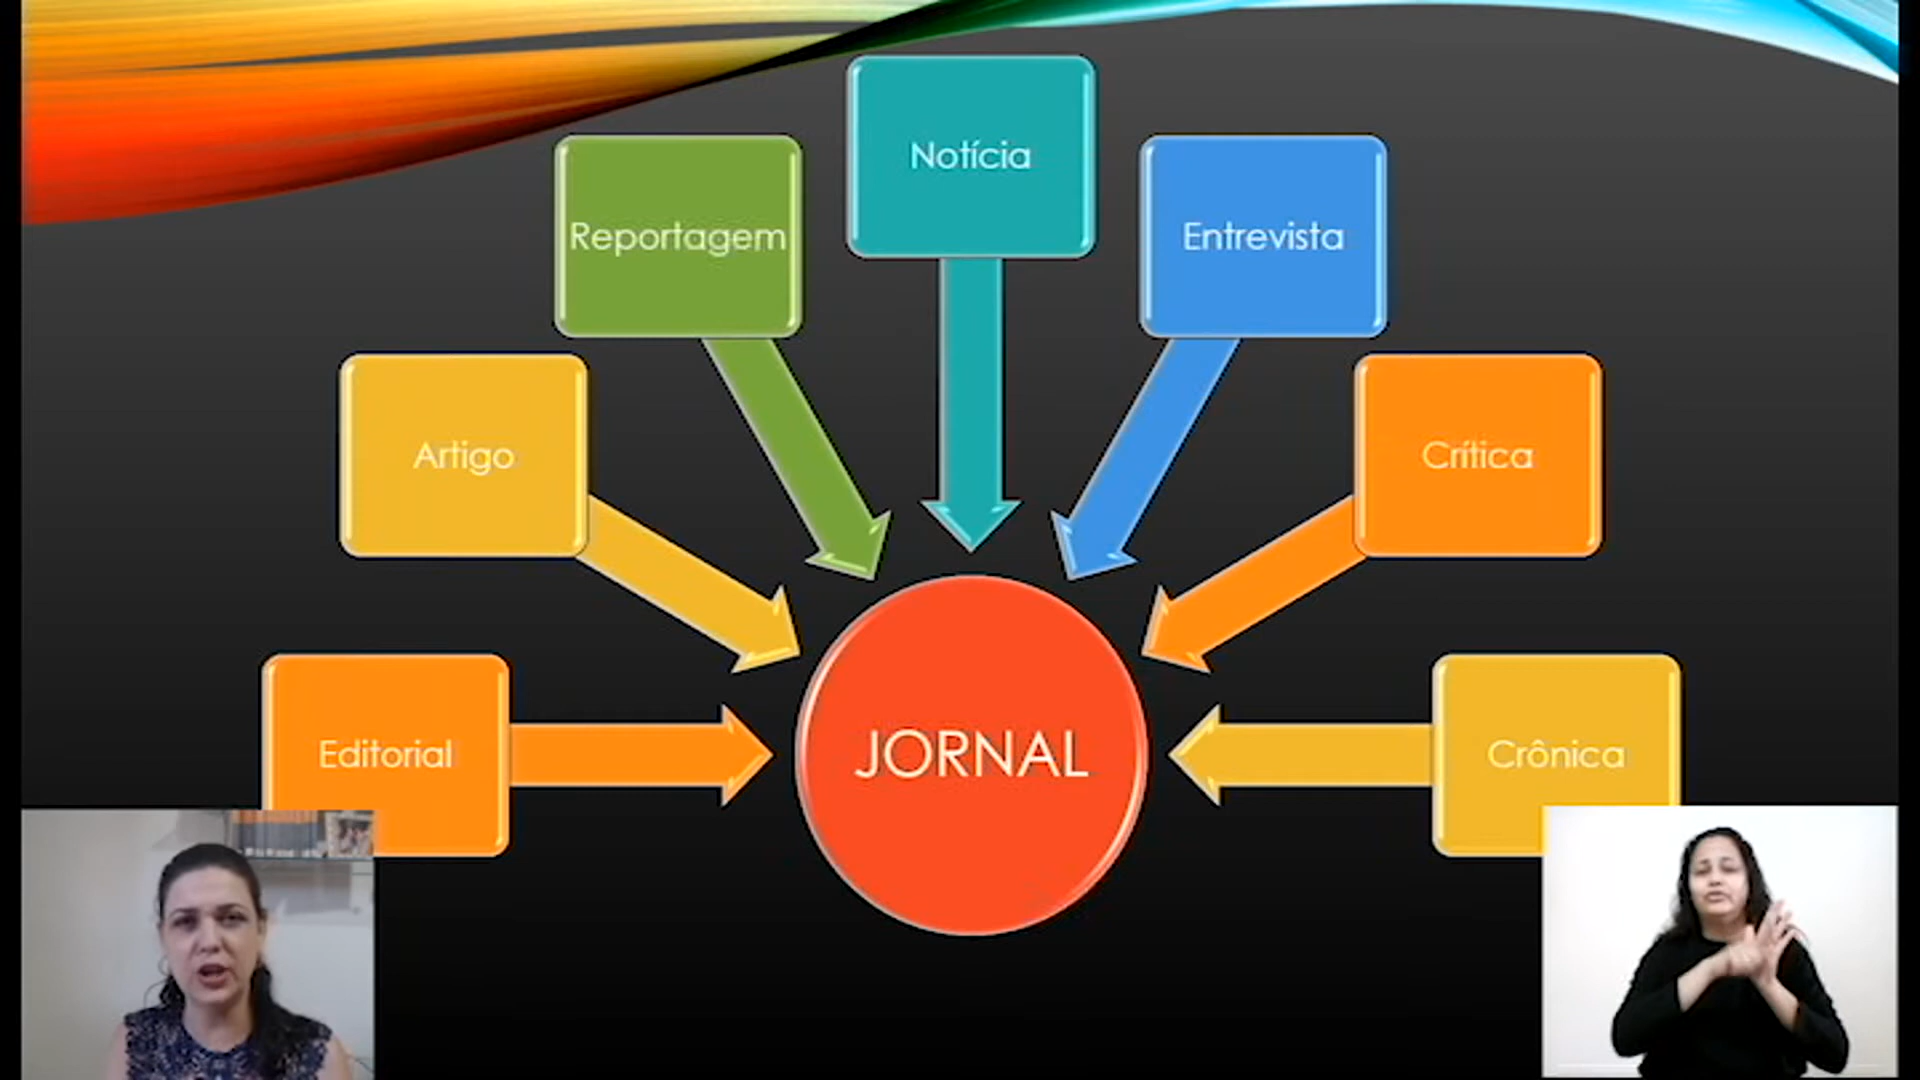 Notícia
Reportagem
Entrevista
Artigo
Crítica
Editorial
JORNAL
Crônica